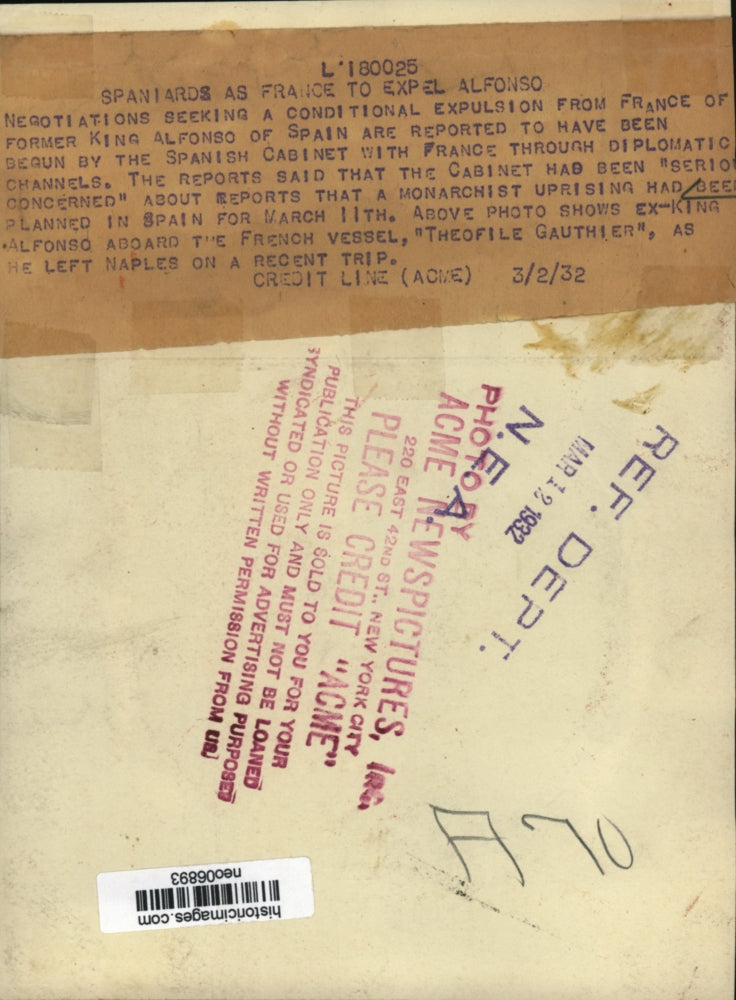 L'180025
SPANIARDS AS FRANCE TO EXPEL ALFONSO
NEGOTIATIONS SEEKING A CONDITIONAL EXPULSION FROM FRANCE OF
FORMER KING ALFONSO OF SPAIN ARE REPORTED TO HAVE BEEN
BEGUN BY THE SPANISH CABINET WITH FRANCE THROUGH DIPLOMATIC
CHANNELS. THE REPORTS SAID THAT THE CABINET HAD BEEN "SERIO
CONCERNED" ABOUT REPORTS THAT A MONARCHIST UPRISING HAD BEEN
PLANNED IN SPAIN FOR MARCH 11TH. ABOVE PHOTO SHOWS EX-KING
ALFONSO ABOARD THE FRENCH VESSEL, "THEOFILE GAUTHIER", AS
HE LEFT NAPLES ON A RECENT TRIP.
CREDIT LINE (ACME) 3/2/32
PHOTO BY
ACME NEWSPICTURES, INC.
220 EAST 42ND ST., NEW YORK CITY
PLEASE CREDIT "ACME"
THIS PICTURE IS SOLD TO YOU FOR YOUR
PUBLICATION ONLY AND MUST NOT BE LOANED
SYNDICATED OR USED FOR ADVERTISING PURPOSES
WITHOUT WRITTEN PERMISSION FROM US.
N.E.A.
MAR 12 1932
REF. DEPT.
historicimages.com
neo06893